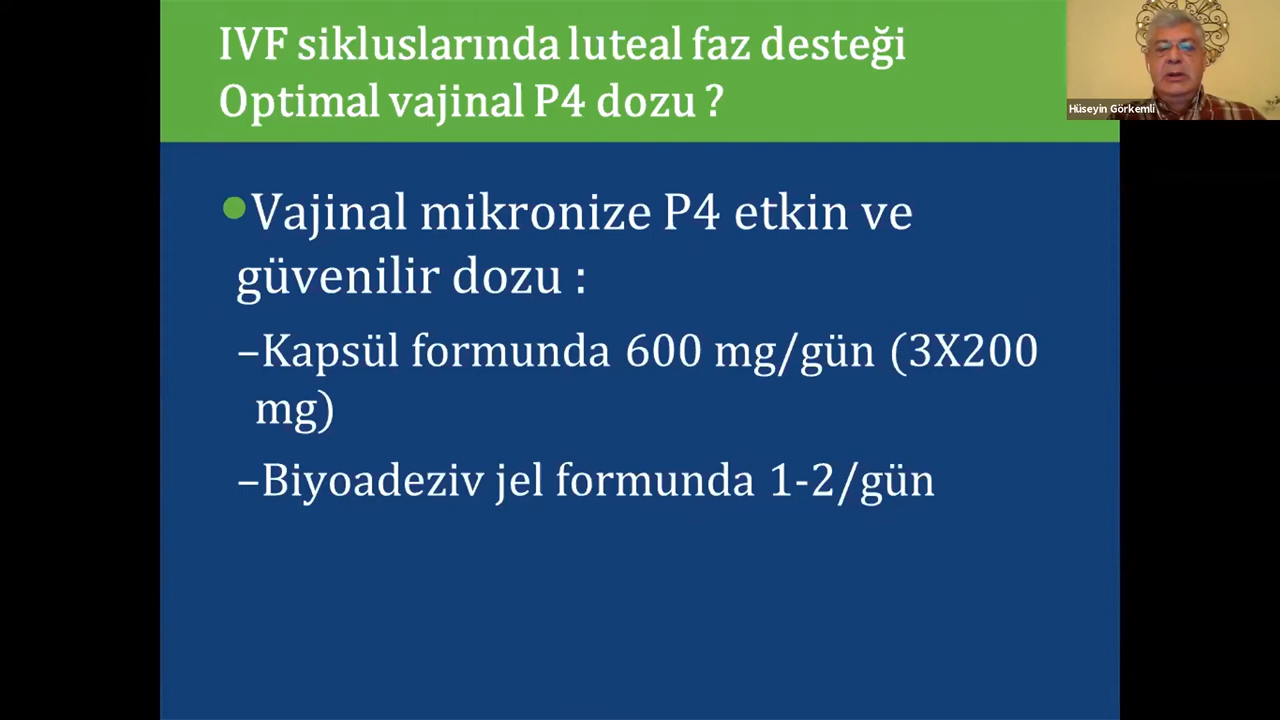 IVF sikluslarında luteal faz desteği
Optimal vajinal P4 dozu ?
Hüseyin Görkemli
•Vajinal mikronize P4 etkin ve
güvenilir dozu :
–Kapsül formunda 600 mg/gün (3X200
mg)
–Biyoadeziv jel formunda 1-2/gün